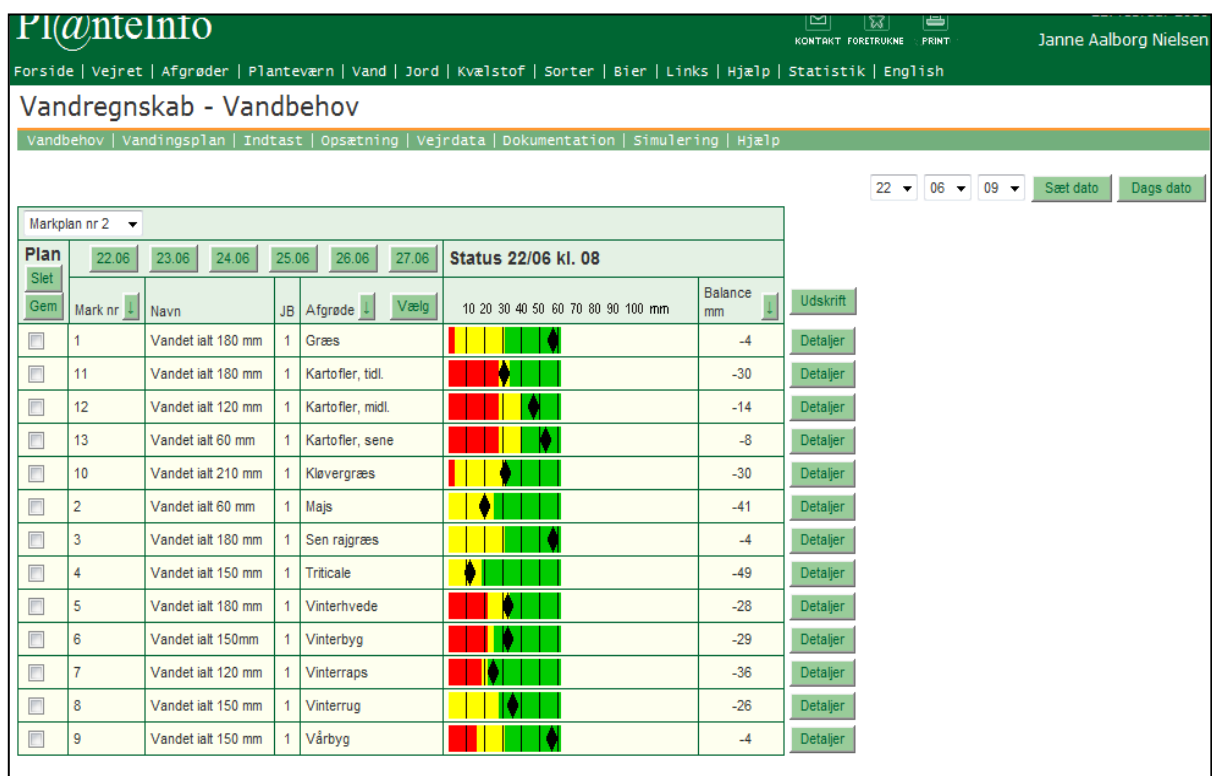 Pl@nteInfo
KONTAKT FORETRUKNE PRINT
Janne Aalborg Nielsen
Forside | Vejret | Afgrøder | Planteværn | Vand | Jord | Kvælstof | Sorter | Bier | Links | Hjælp | Statistik | English
Vandregnskab - Vandbehov
Vandbehov | Vandingsplan | Indtast | Opsætning | Vejrdata | Dokumentation | Simulering | Hjælp
22 06 09 Sæt dato Dags dato
Markplan nr 2
Plan 22.06 23.06 24.06 25.06 26.06 27.06 Status 22/06 kl. 08
Slet
Gem Mark nr ↓ Navn JB Afgrøde ↓ Vælg 10 20 30 40 50 60 70 80 90 100 mm Balance mm ↓ Udskrift
1 Vandet ialt 180 mm 1 Græs -4 Detaljer
11 Vandet ialt 180 mm 1 Kartofler, tidl. -30 Detaljer
12 Vandet ialt 120 mm 1 Kartofler, midl. -14 Detaljer
13 Vandet ialt 60 mm 1 Kartofler, sene -8 Detaljer
10 Vandet ialt 210 mm 1 Kløvergræs -30 Detaljer
2 Vandet ialt 60 mm 1 Majs -41 Detaljer
3 Vandet ialt 180 mm 1 Sen rajgræs -4 Detaljer
4 Vandet ialt 150 mm 1 Triticale -49 Detaljer
5 Vandet ialt 180 mm 1 Vinterhvede -28 Detaljer
6 Vandet ialt 150mm 1 Vinterbyg -29 Detaljer
7 Vandet ialt 120 mm 1 Vinterraps -36 Detaljer
8 Vandet ialt 150 mm 1 Vinterrug -26 Detaljer
9 Vandet ialt 150 mm 1 Vårbyg -4 Detaljer